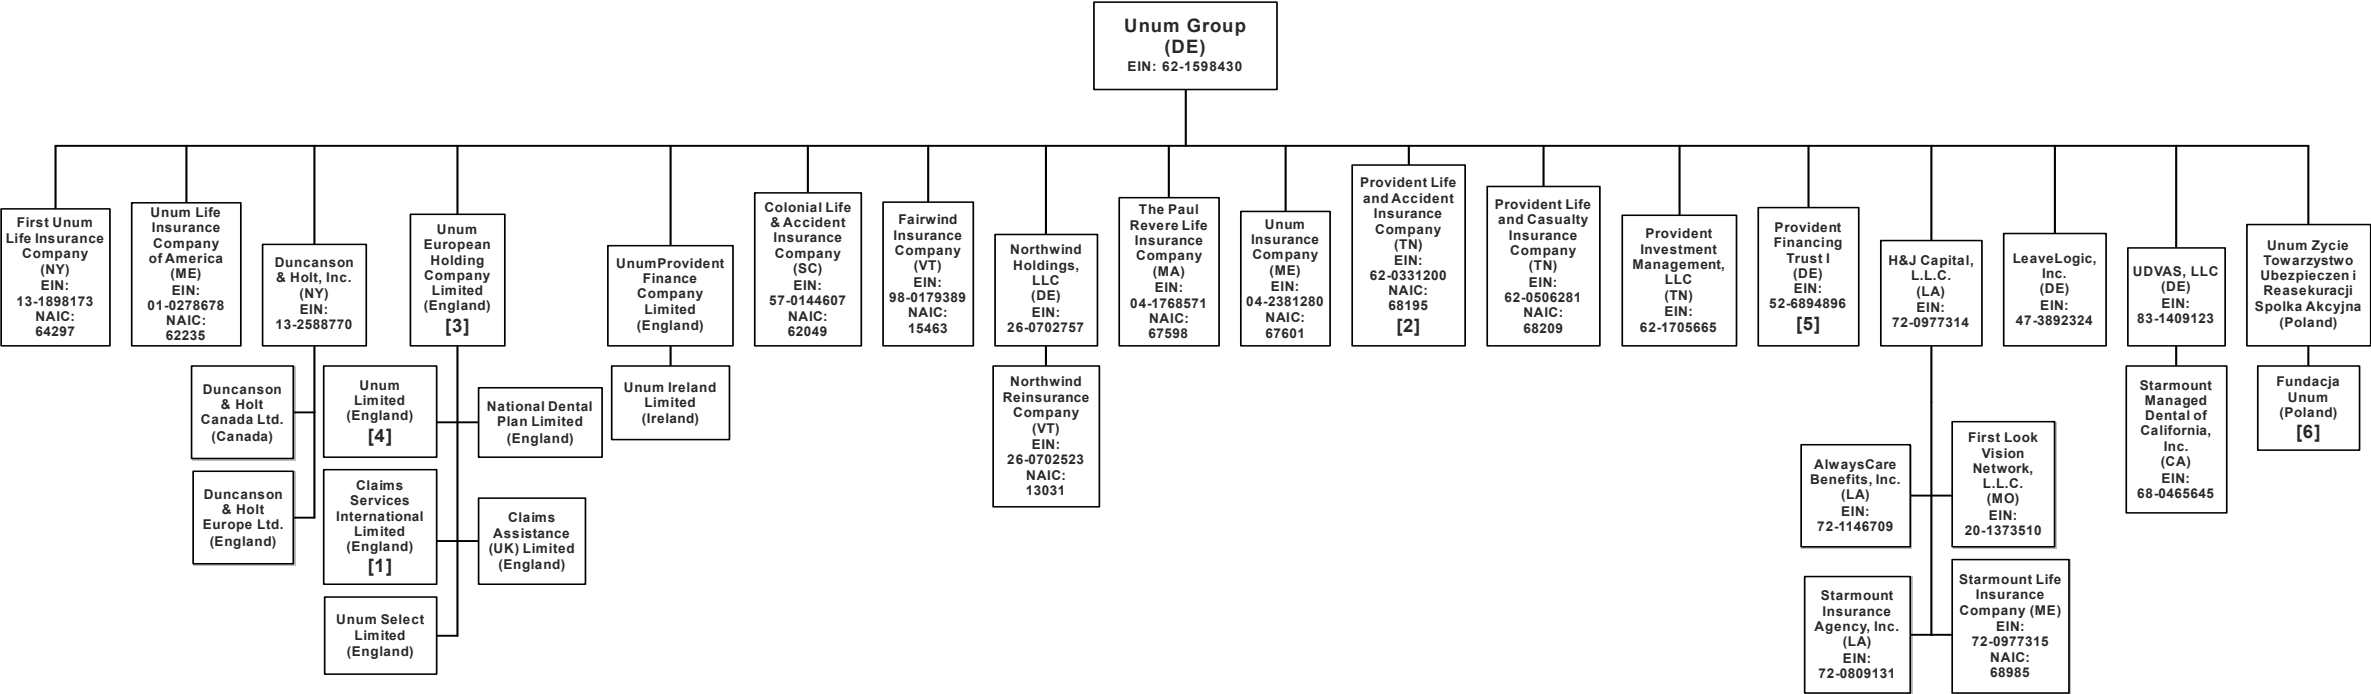 Unum Group
(DE)
EIN: 62-1598430
First Unum
Life Insurance
Company
(NY)
EIN:
13-1898173
NAIC:
64297
Unum Life
Insurance
Company
of America
(ME)
EIN:
01-0278678
NAIC:
62235
Duncanson
& Holt, Inc.
(NY)
EIN:
13-2588770
Unum
European
Holding
Company
Limited
(England)
[3]
UnumProvident
Finance
Company
Limited
(England)
Colonial Life
& Accident
Insurance
Company
(SC)
EIN:
57-0144607
NAIC:
62049
Fairwind
Insurance
Company
(VT)
EIN:
98-0179389
NAIC:
15463
Northwind
Holdings,
LLC
(DE)
EIN:
26-0702757
The Paul
Revere Life
Insurance
Company
(MA)
EIN:
04-1768571
NAIC:
67598
Unum
Insurance
Company
(ME)
EIN:
04-2381280
NAIC:
67601
Provident Life
and Accident
Insurance
Company
(TN)
EIN:
62-0331200
NAIC:
68195
[2]
Provident Life
and Casualty
Insurance
Company
(TN)
EIN:
62-0506281
NAIC:
68209
Provident
Investment
Management,
LLC
(TN)
EIN:
62-1705665
Provident
Financing
Trust I
(DE)
EIN:
52-6894896
[5]
H&J Capital,
L.L.C.
(LA)
EIN:
72-0977314
LeaveLogic,
Inc.
(DE)
EIN:
47-3892324
UDVAS, LLC
(DE)
EIN:
83-1409123
Unum Zycie
Towarzystwo
Ubezpieczen i
Reasekuracji
Spolka Akcyjna
(Poland)
Duncanson
& Holt
Canada Ltd.
(Canada)
Duncanson
& Holt
Europe Ltd.
(England)
Unum
Limited
(England)
[4]
National Dental
Plan Limited
(England)
Claims
Services
International
Limited
(England)
[1]
Claims
Assistance
(UK) Limited
(England)
Unum Select
Limited
(England)
Unum Ireland
Limited
(Ireland)
Northwind
Reinsurance
Company
(VT)
EIN:
26-0702523
NAIC:
13031
AlwaysCare
Benefits, Inc.
(LA)
EIN:
72-1146709
First Look
Vision
Network,
L.L.C.
(MO)
EIN:
20-1373510
Starmount
Insurance
Agency, Inc.
(LA)
EIN:
72-0809131
Starmount Life
Insurance
Company (ME)
EIN:
72-0977315
NAIC:
68985
Starmount
Managed
Dental of
California,
Inc.
(CA)
EIN:
68-0465645
Fundacja
Unum
(Poland)
[6]